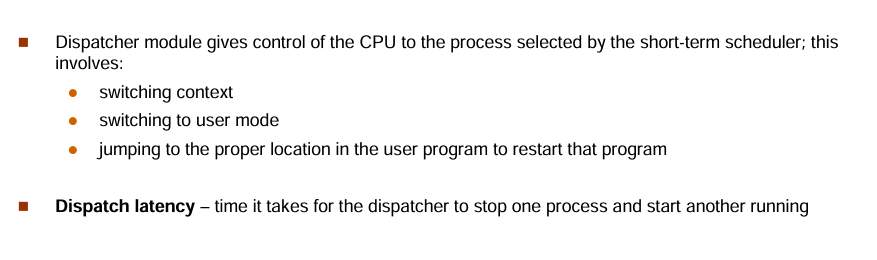 Dispatcher module gives control of the CPU to the process selected by the short-term scheduler; this
involves:
switching context
switching to user mode
jumping to the proper location in the user program to restart that program
Dispatch latency – time it takes for the dispatcher to stop one process and start another running